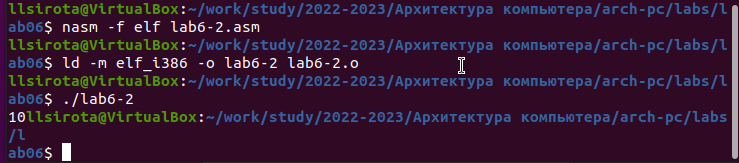 llsirota@VirtualBox:~/work/study/2022-2023/Архитектура компьютера/arch-pc/labs/l
ab06$ nasm -f elf lab6-2.asm
llsirota@VirtualBox:~/work/study/2022-2023/Архитектура компьютера/arch-pc/labs/l
ab06$ ld -m elf_i386 -o lab6-2 lab6-2.o
llsirota@VirtualBox:~/work/study/2022-2023/Архитектура компьютера/arch-pc/labs/l
ab06$ ./lab6-2
10llsirota@VirtualBox:~/work/study/2022-2023/Архитектура компьютера/arch-pc/labs
/l
ab06$